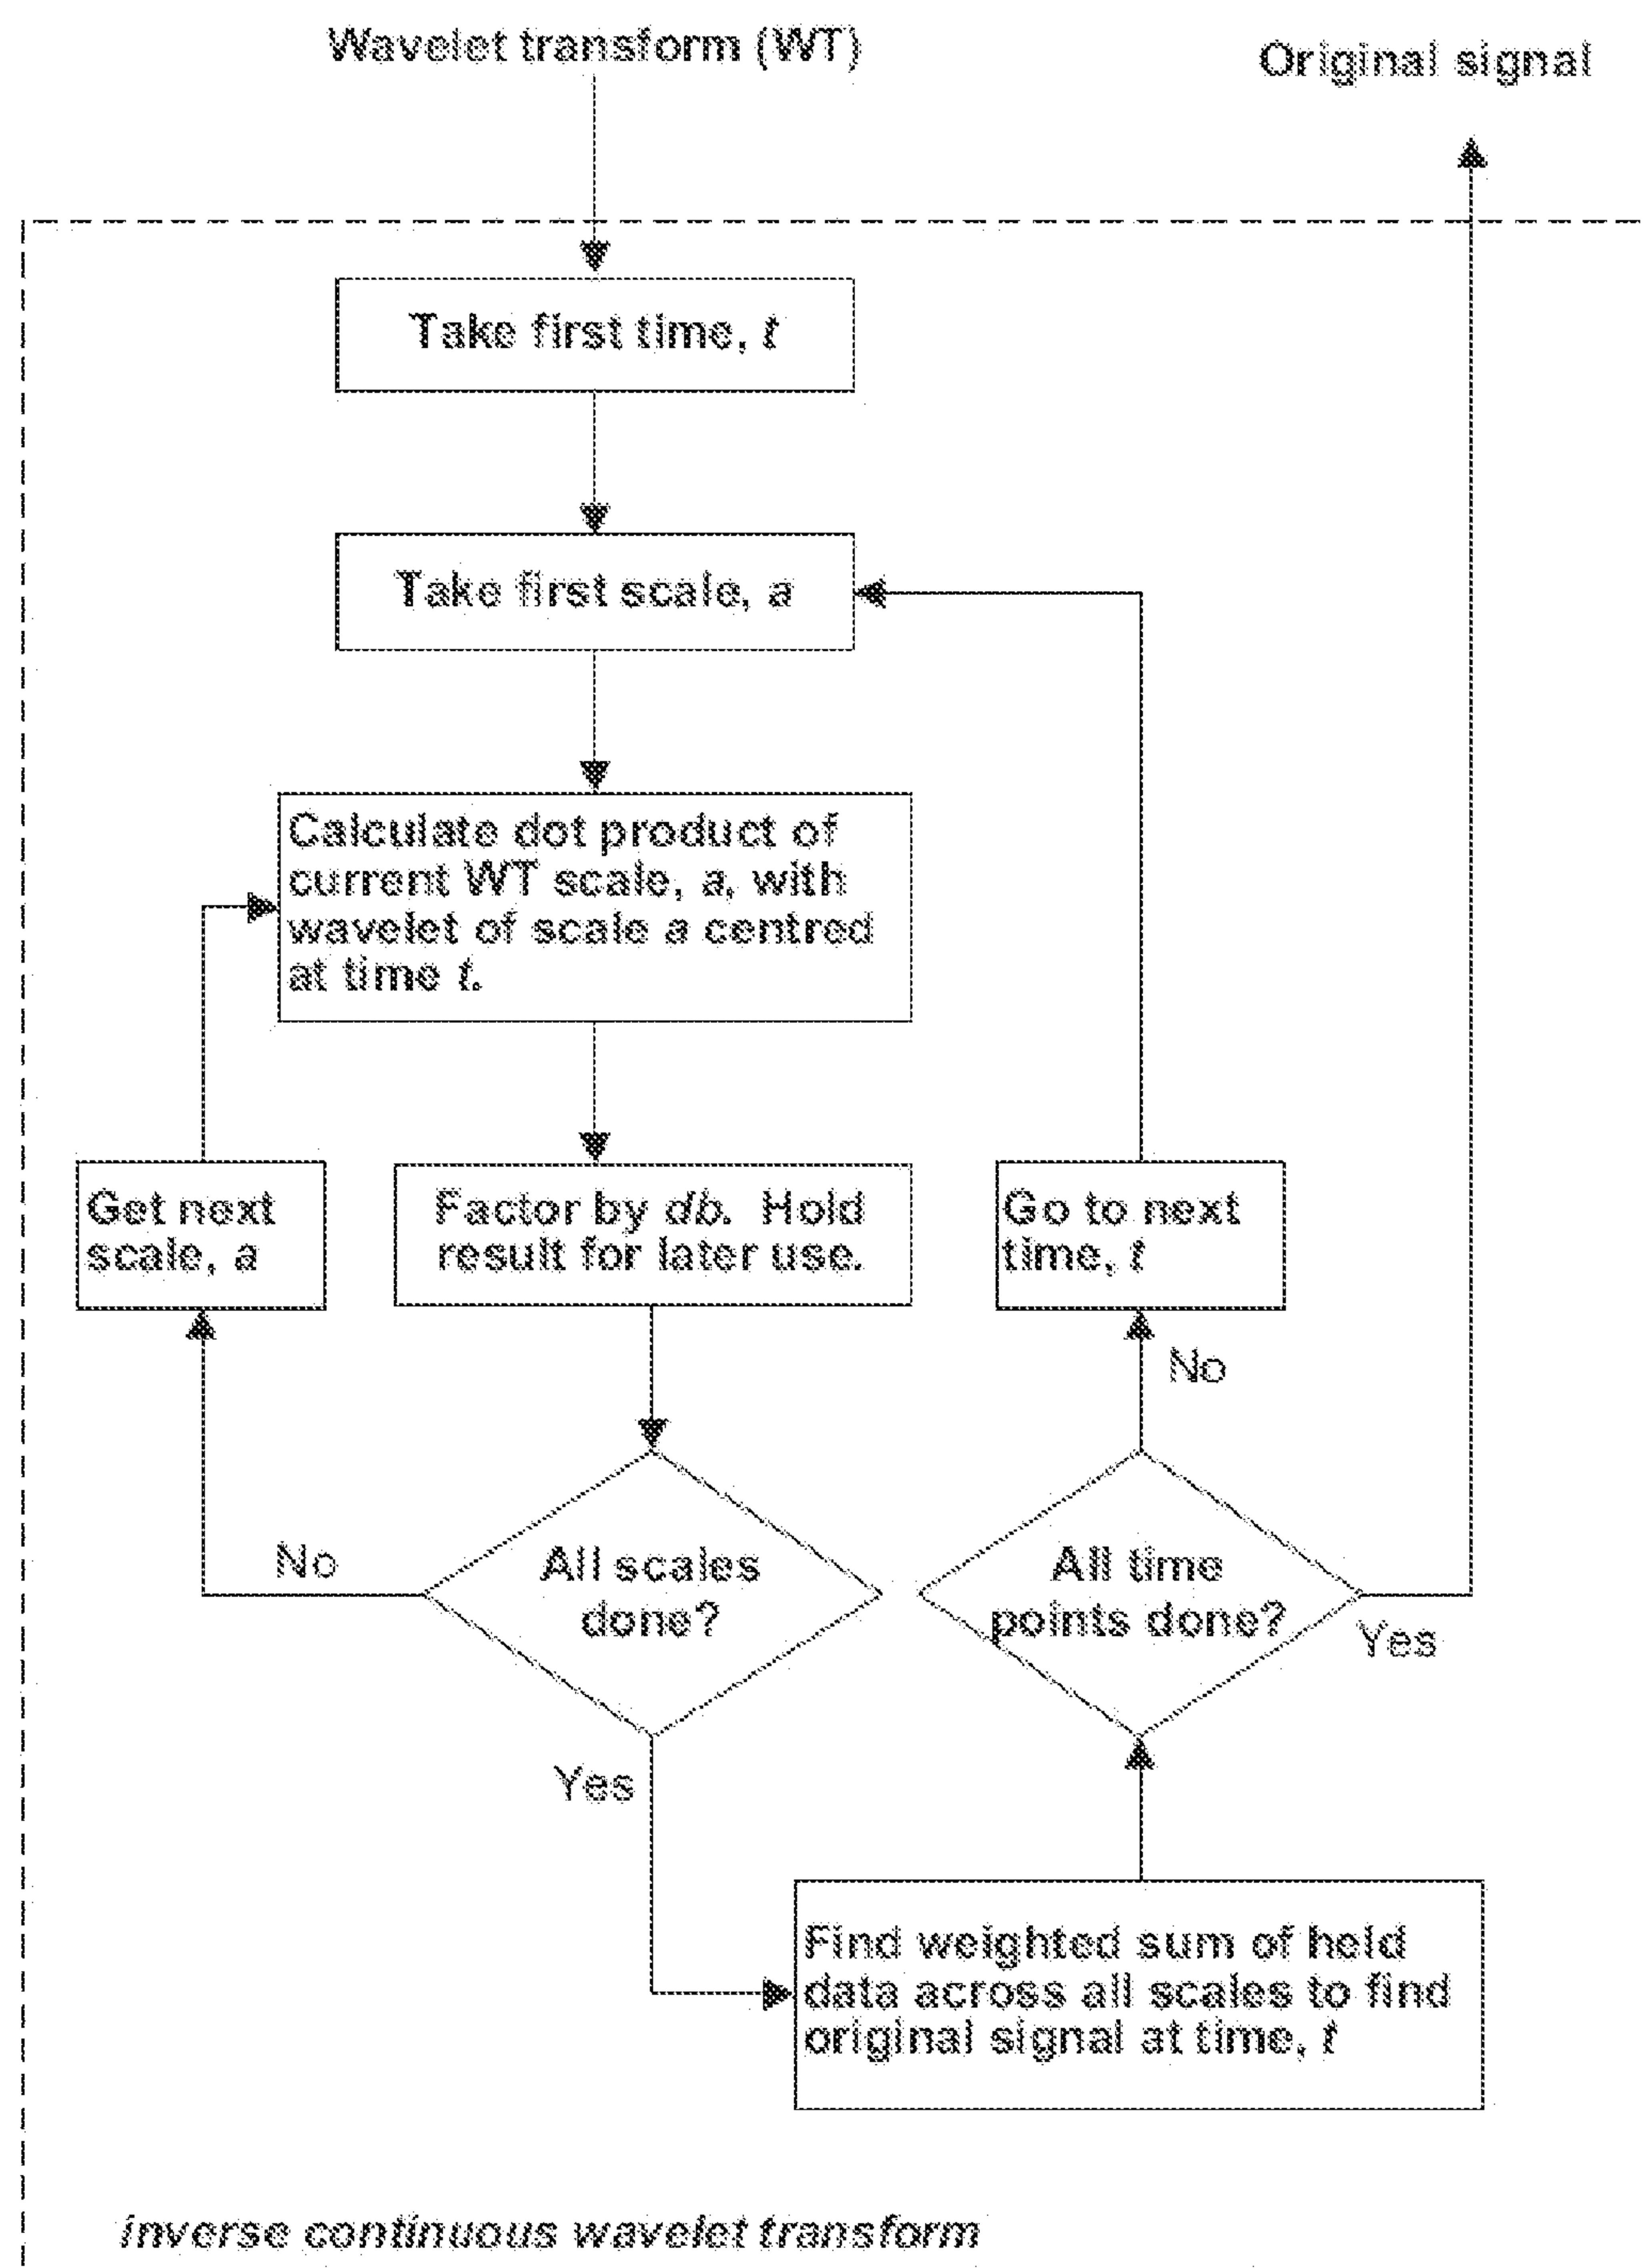 Wavelet transform (WT)
Original signal
Take first time, t
Take first scale, a
Calculate dot product of
current WT scale, a, with
wavelet of scale a centred
at time t.
Get next
scale, a
Factor by db. Hold
result for later use.
Go to next
time, t
No
No
All scales
done?
All time
points done?
Yes
Yes
Find weighted sum of held
data across all scales to find
original signal at time, t
inverse continuous wavelet transform